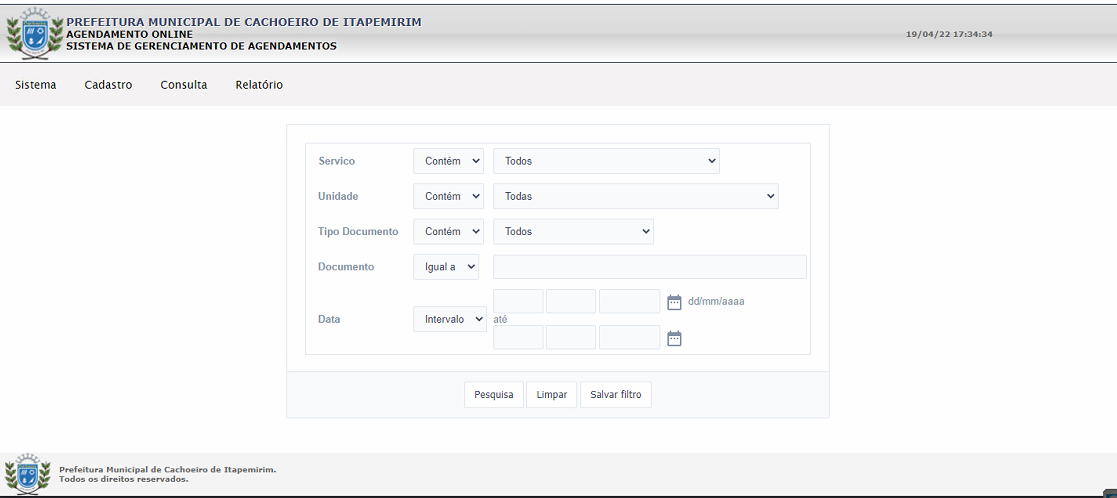 PREFEITURA MUNICIPAL DE CACHOEIRO DE ITAPEMIRIM
AGENDAMENTO ONLINE
SISTEMA DE GERENCIAMENTO DE AGENDAMENTOS
19/04/22 17:34:34
Sistema Cadastro Consulta Relatório
Servico Contém Todos
Unidade Contém Todas
Tipo Documento Contém Todos
Documento Igual a
dd/mm/aaaa
Data Intervalo até
Pesquisa Limpar Salvar filtro
Prefeitura Municipal de Cachoeiro de Itapemirim.
Todos os direitos reservados.